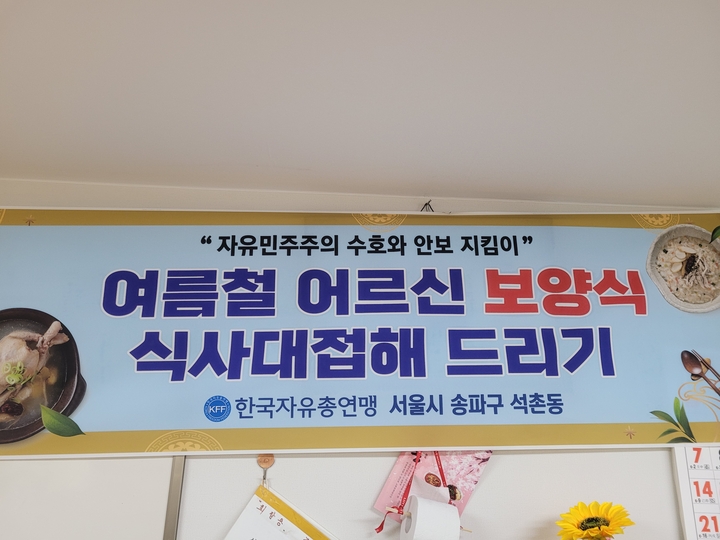 “ 자유민주주의 수호와 안보 지킴이 ”
여름철 어르신 보양식
식사대접해 드리기
KFF 한국자유총연맹 서울시 송파구 석촌동
7
14
21